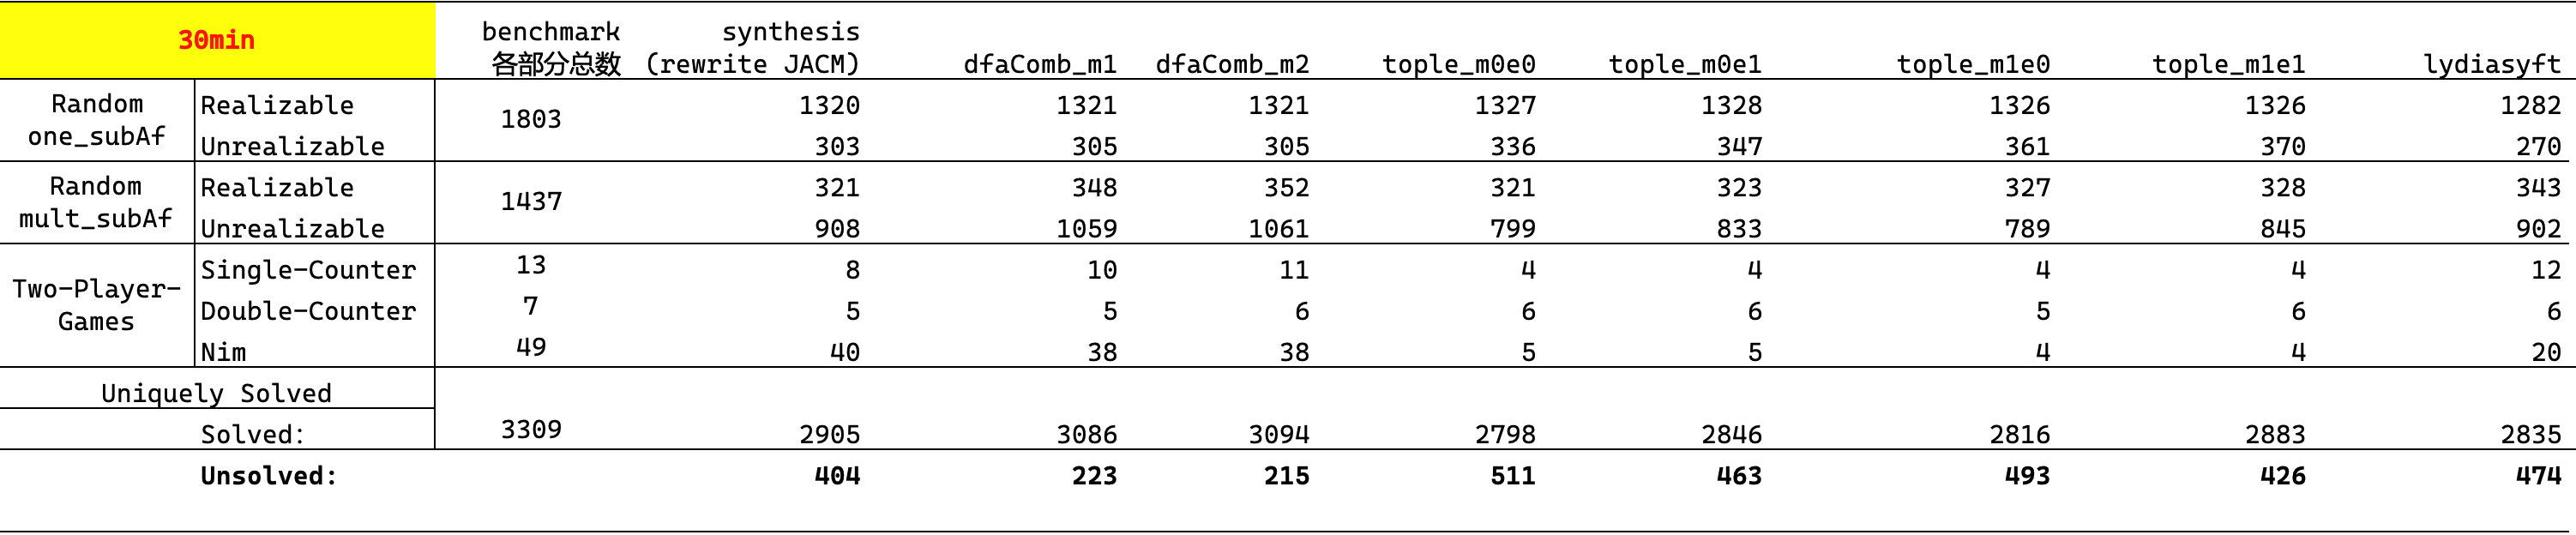 30min benchmark synthesis
各部分总数 (rewrite JACM) dfaComb_m1 dfaComb_m2 tople_m0e0 tople_m0e1 tople_m1e0 tople_m1e1 lydiasyft
Random one_subAf Realizable 1803 1320 1321 1321 1327 1328 1326 1326 1282
Unrealizable 303 305 305 336 347 361 370 270
Random mult_subAf Realizable 1437 321 348 352 321 323 327 328 343
Unrealizable 908 1059 1061 799 833 789 845 902
Two-Player-Games Single-Counter 13 8 10 11 4 4 4 4 12
Double-Counter 7 5 5 6 6 6 5 6 6
Nim 49 40 38 38 5 5 4 4 20
Uniquely Solved
Solved: 3309 2905 3086 3094 2798 2846 2816 2883 2835
Unsolved: 404 223 215 511 463 493 426 474